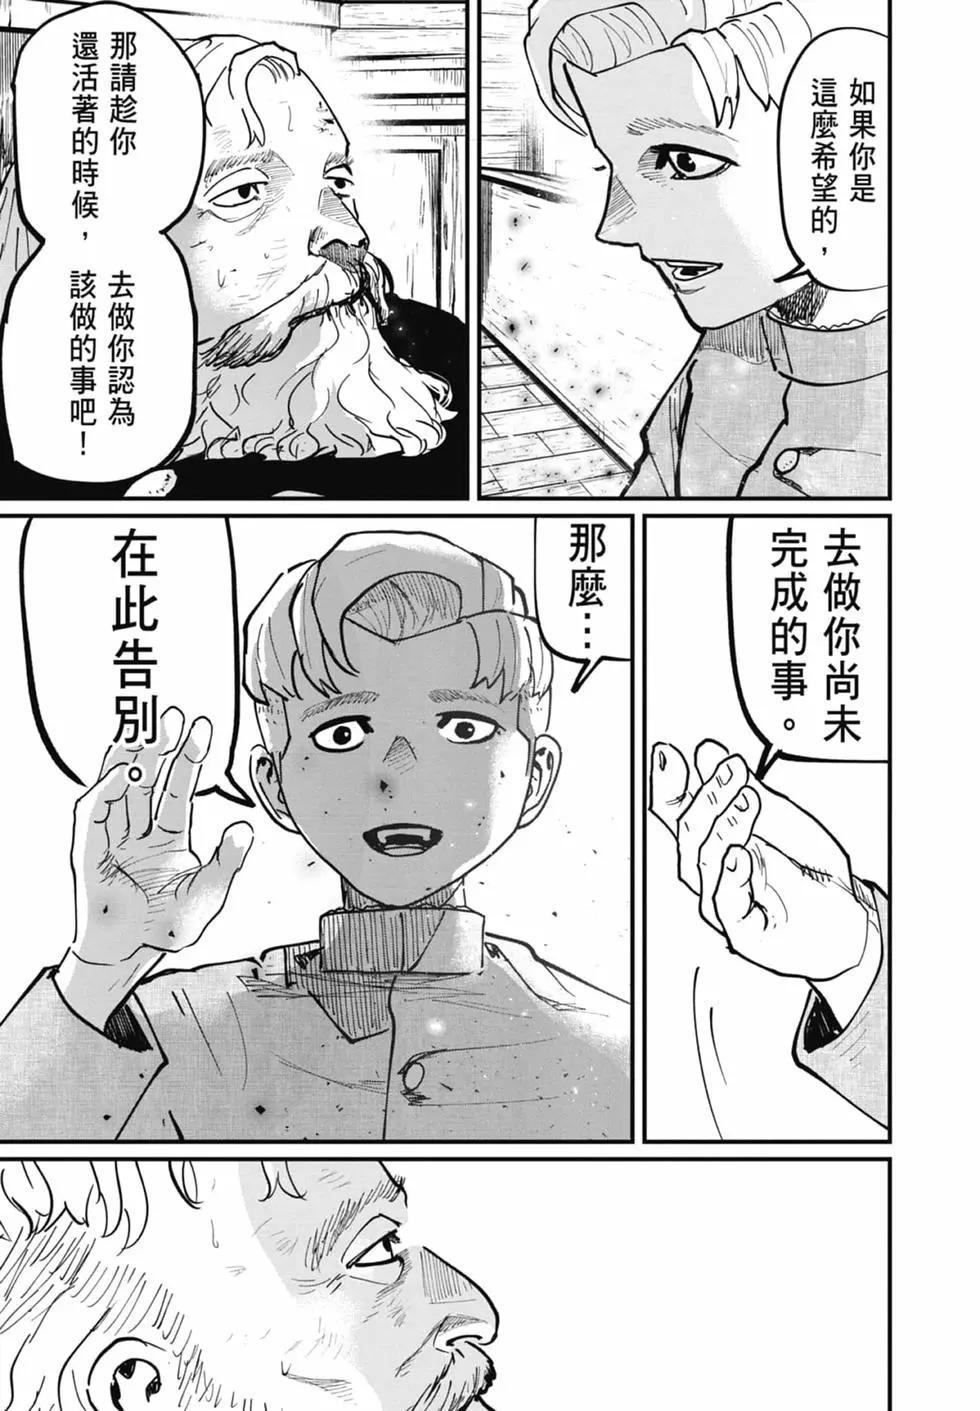 如果你是
這麼希望的，
那請趁你
還活著的時候，
去做你認為
該做的事吧！
去做你尚未
完成的事。
那麼…
在此告別。